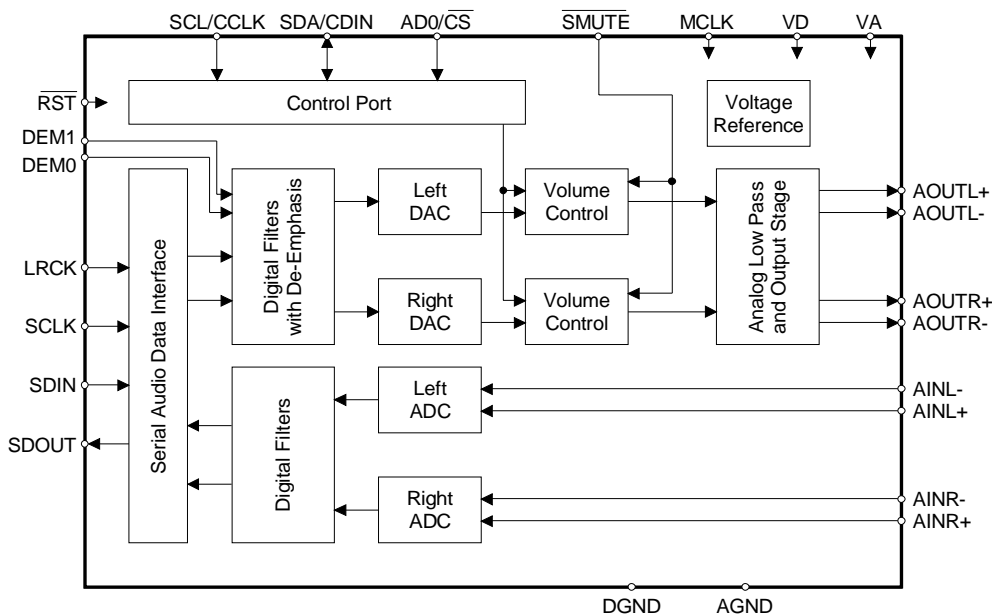 SCL/CCLK SDA/CDIN AD0/CS SMUTE MCLK VD VA
RST
Control Port
Voltage
Reference
DEM1
DEM0
Left
DAC
Volume
Control
AOUTL+
AOUTL-
Digital Filters
with De-Emphasis
Analog Low Pass
and Output Stage
Serial Audio Data Interface
LRCK
SCLK
SDIN
SDOUT
Right
DAC
Volume
Control
AOUTR+
AOUTR-
Digital Filters
Left
ADC
AINL-
AINL+
Right
ADC
AINR-
AINR+
DGND AGND